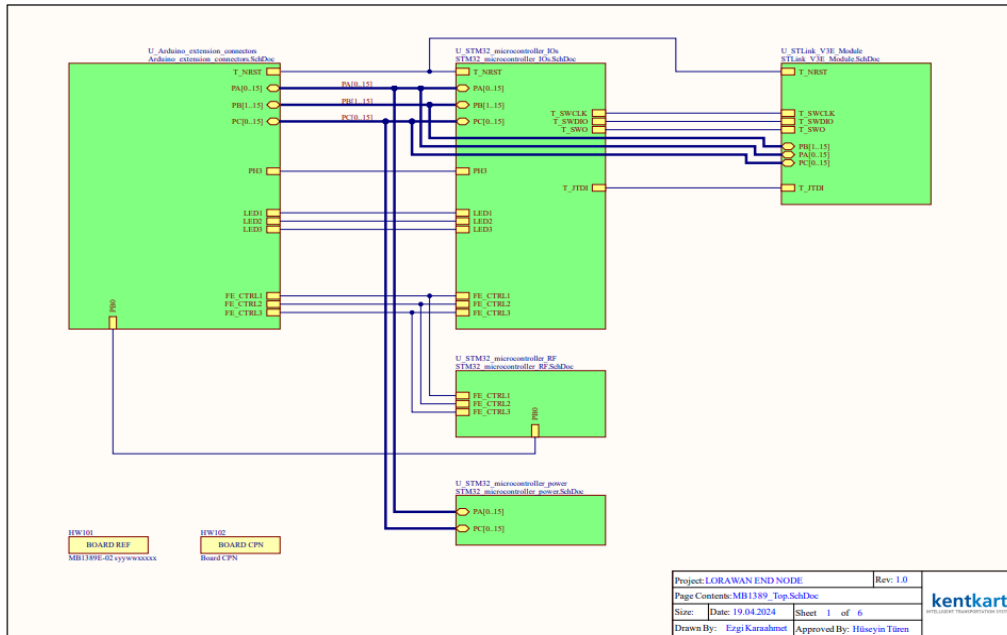 U_Arduino_extension_connectors
Arduino_extension_connectors.SchDoc
T_NRST
PA[0..15]
PB[1..15]
PC[0..15]
PH3
LED1
LED2
LED3
FE_CTRL1
FE_CTRL2
FE_CTRL3
PB0
PA[0..15]
PB[1..15]
PC[0..15]
U_STM32_microcontroller_IOs
STM32_microcontroller_IOs.SchDoc
T_NRST
PA[0..15]
PB[1..15]
PC[0..15]
T_SWCLK
T_SWDIO
T_SWO
PH3
T_JTDI
LED1
LED2
LED3
FE_CTRL1
FE_CTRL2
FE_CTRL3
U_STLink_V3E_Module
STLink_V3E_Module.SchDoc
T_NRST
T_SWCLK
T_SWDIO
T_SWO
PB[1..15]
PA[0..15]
PC[0..15]
T_JTDI
U_STM32_microcontroller_RF
STM32_microcontroller_RF.SchDoc
FE_CTRL1
FE_CTRL2
FE_CTRL3
PB0
U_STM32_microcontroller_power
STM32_microcontroller_power.SchDoc
PA[0..15]
PC[0..15]
HW101
BOARD REF
MB1389E-02 syywwxxxxx
HW102
BOARD CPN
Board CPN
Project: LORAWAN END NODE Rev: 1.0
Page Contents: MB1389_Top.SchDoc
Size: Date: 19.04.2024 Sheet 1 of 6
Drawn By: Ezgi Karaahmet Approved By: Hüseyin Türen
kentkart
INTELLIGENT TRANSPORTATION SYSTEMS